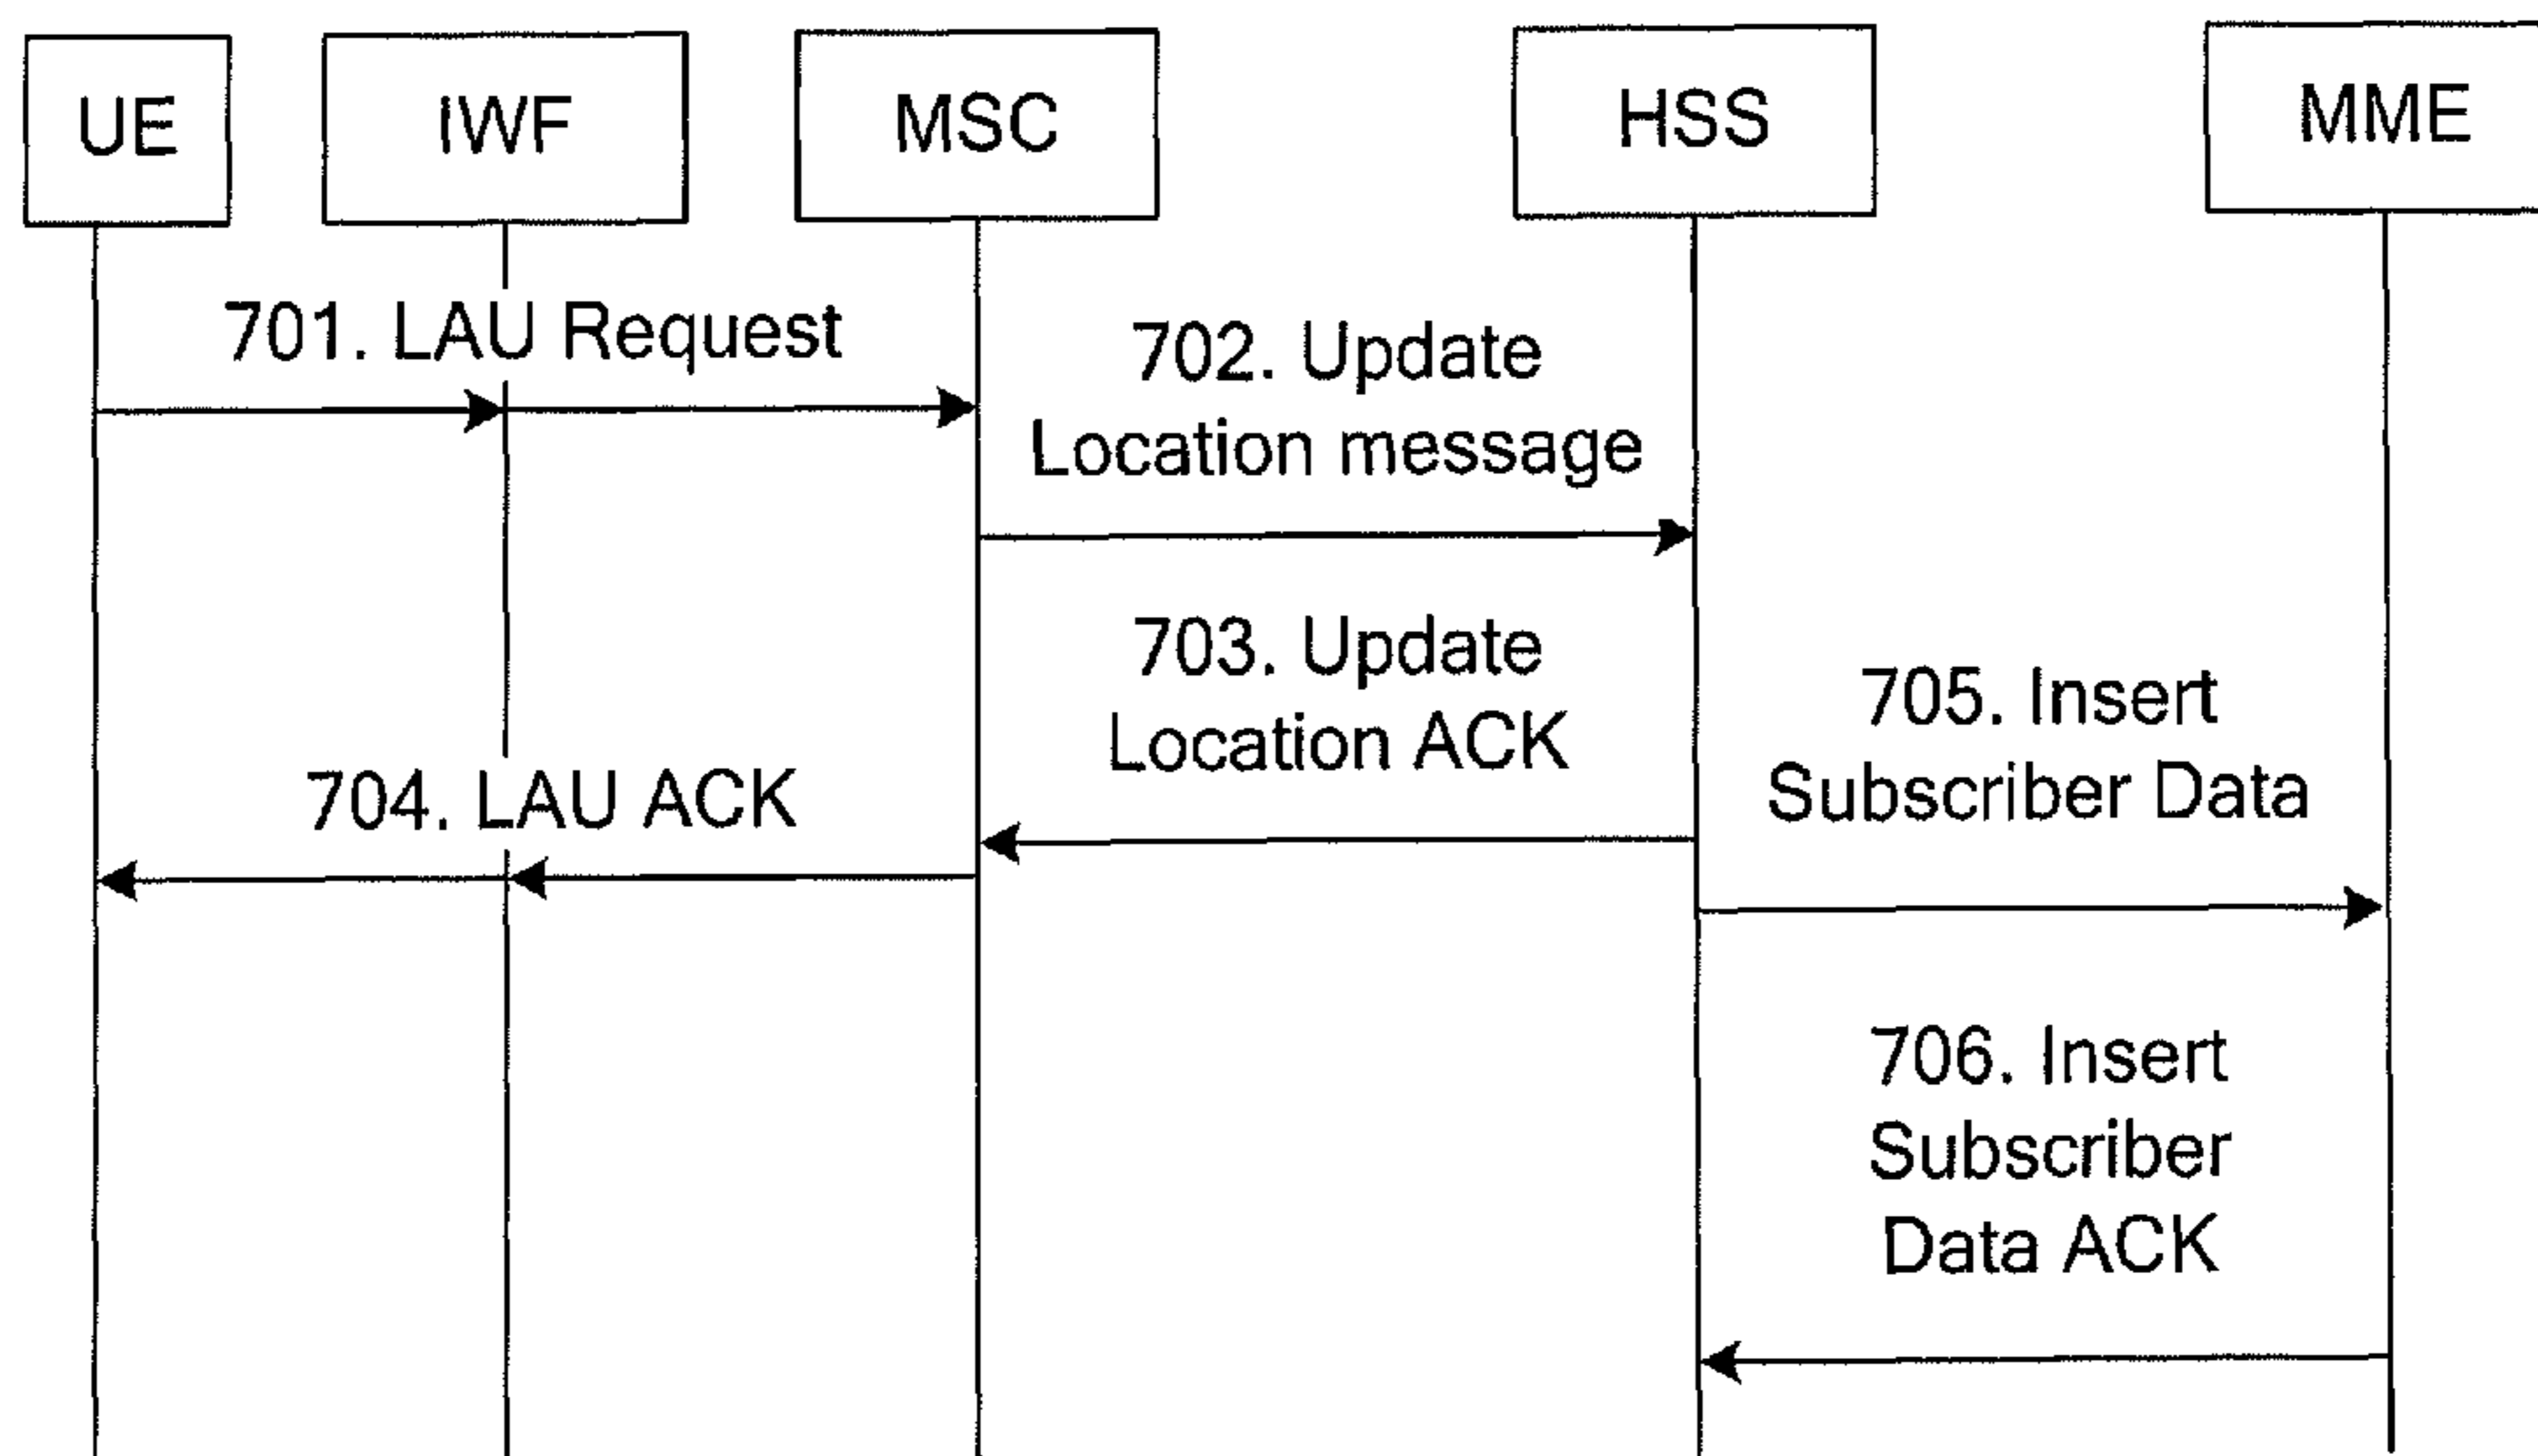 UE
IWF
MSC
HSS
MME
701. LAU Request
702. Update
Location message
703. Update
Location ACK
704. LAU ACK
705. Insert
Subscriber Data
706. Insert
Subscriber
Data ACK